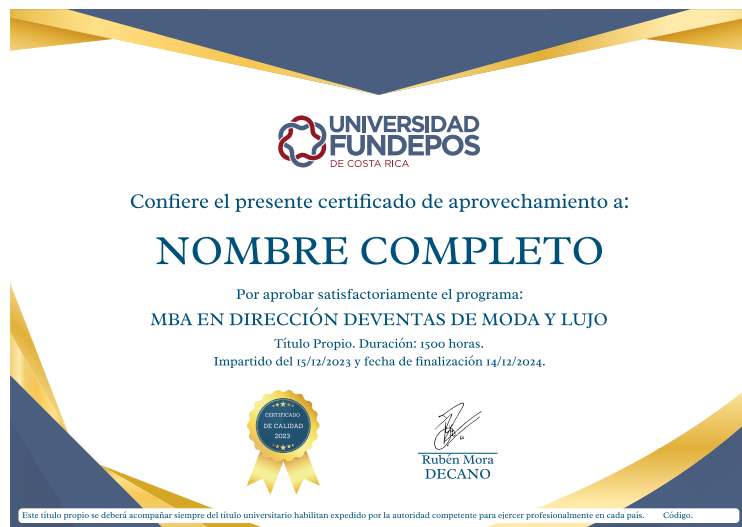 UNIVERSIDAD
FUNDEPOS
DE COSTA RICA
Confiere el presente certificado de aprovechamiento a:
NOMBRE COMPLETO
Por aprobar satisfactoriamente el programa:
MBA EN DIRECCIÓN DEVENTAS DE MODA Y LUJO
Título Propio. Duración: 1500 horas.
Impartido del 15/12/2023 y fecha de finalización 14/12/2024.
CERTIFICADO
DE CALIDAD
2023
Rubén Mora
DECANO
Este título propio se deberá acompañar siempre del título universitario habilitan expedido por la autoridad competente para ejercer profesionalmente en cada país. Código.